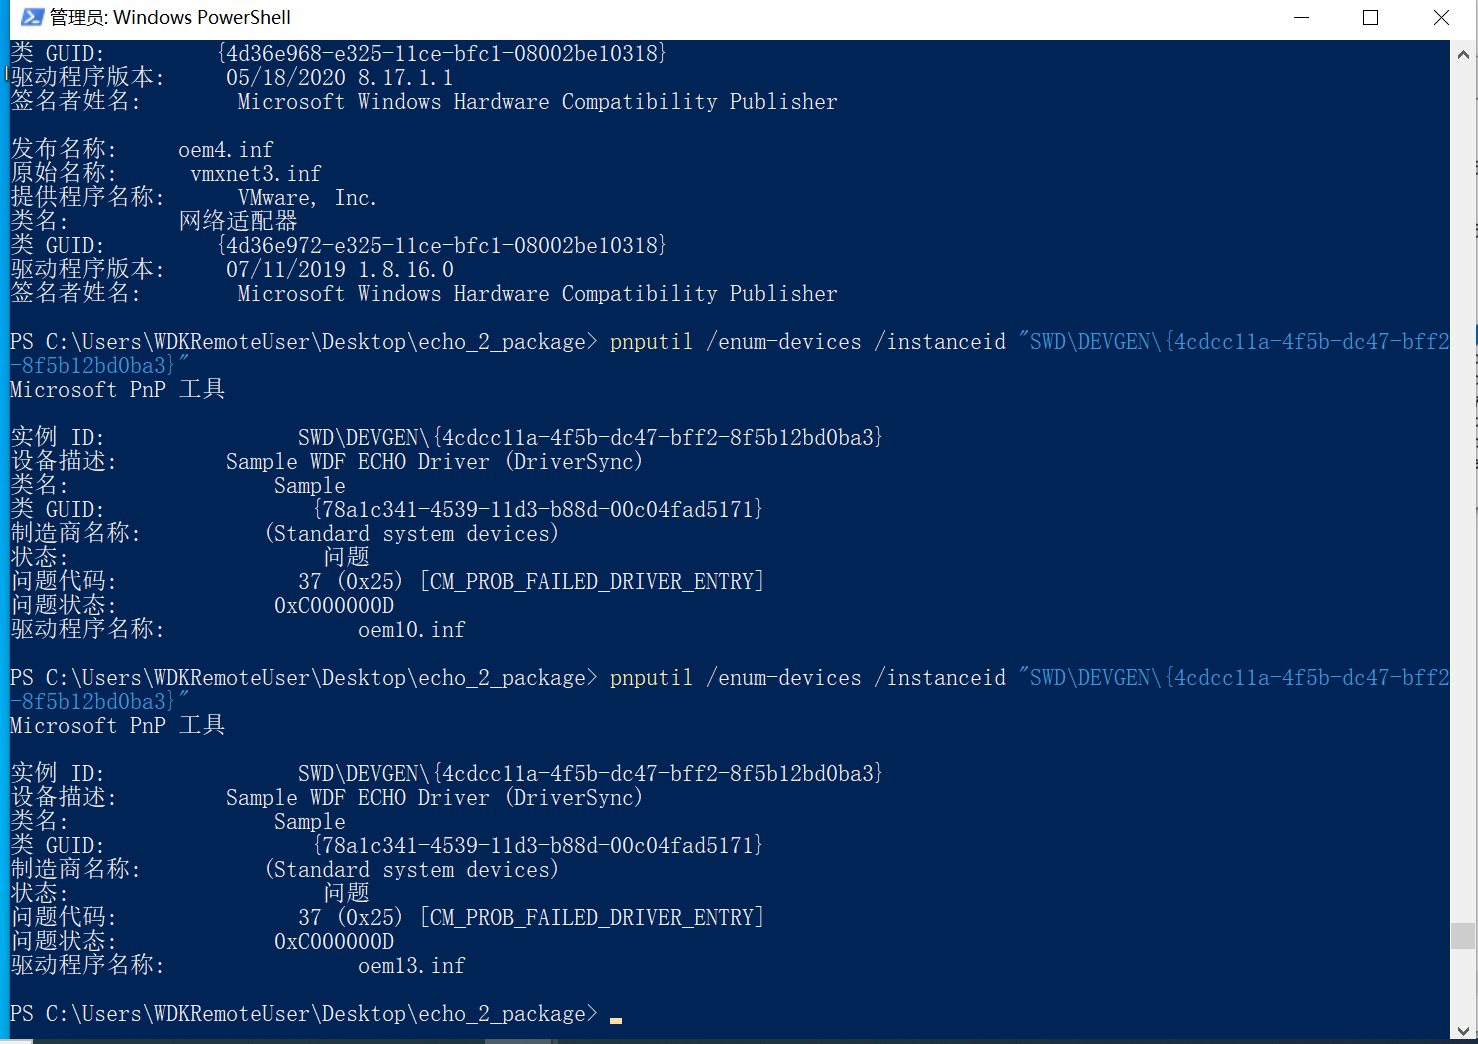 管理员: Windows PowerShell
类 GUID: {4d36e968-e325-11ce-bfc1-08002be10318}
驱动程序版本: 05/18/2020 8.17.1.1
签名者姓名: Microsoft Windows Hardware Compatibility Publisher
发布名称: oem4.inf
原始名称: vmxnet3.inf
提供程序名称: VMware, Inc.
类名: 网络适配器
类 GUID: {4d36e972-e325-11ce-bfc1-08002be10318}
驱动程序版本: 07/11/2019 1.8.16.0
签名者姓名: Microsoft Windows Hardware Compatibility Publisher
PS C:\Users\WDKRemoteUser\Desktop\echo_2_package> pnputil /enum-devices /instanceid "SWD\DEVGEN\{4cdcc11a-4f5b-dc47-bff2
-8f5b12bd0ba3}"
Microsoft PnP 工具
实例 ID: SWD\DEVGEN\{4cdcc11a-4f5b-dc47-bff2-8f5b12bd0ba3}
设备描述: Sample WDF ECHO Driver (DriverSync)
类名: Sample
类 GUID: {78a1c341-4539-11d3-b88d-00c04fad5171}
制造商名称: (Standard system devices)
状态: 问题
问题代码: 37 (0x25) [CM_PROB_FAILED_DRIVER_ENTRY]
问题状态: 0xC000000D
驱动程序名称: oem10.inf
PS C:\Users\WDKRemoteUser\Desktop\echo_2_package> pnputil /enum-devices /instanceid "SWD\DEVGEN\{4cdcc11a-4f5b-dc47-bff2
-8f5b12bd0ba3}"
Microsoft PnP 工具
实例 ID: SWD\DEVGEN\{4cdcc11a-4f5b-dc47-bff2-8f5b12bd0ba3}
设备描述: Sample WDF ECHO Driver (DriverSync)
类名: Sample
类 GUID: {78a1c341-4539-11d3-b88d-00c04fad5171}
制造商名称: (Standard system devices)
状态: 问题
问题代码: 37 (0x25) [CM_PROB_FAILED_DRIVER_ENTRY]
问题状态: 0xC000000D
驱动程序名称: oem13.inf
PS C:\Users\WDKRemoteUser\Desktop\echo_2_package>